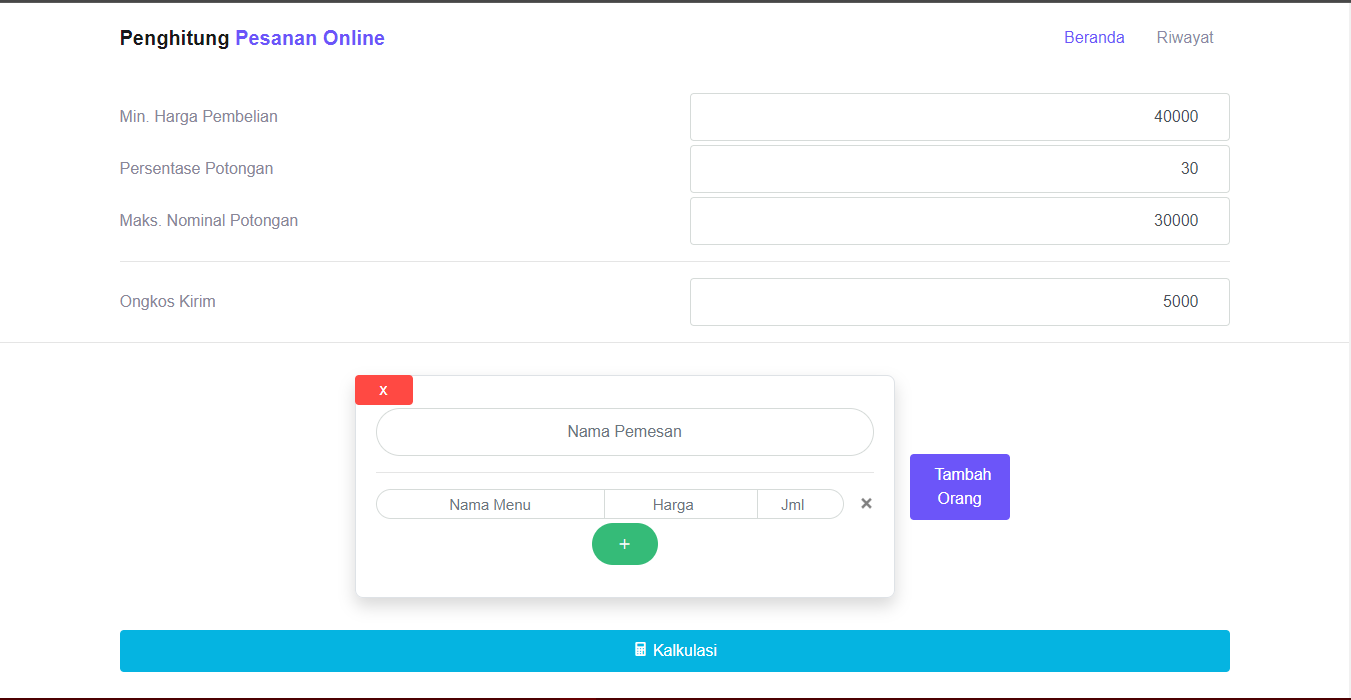 Penghitung Pesanan Online
Beranda
Riwayat
Min. Harga Pembelian
40000
Persentase Potongan
30
Maks. Nominal Potongan
30000
Ongkos Kirim
5000
x
Nama Pemesan
Nama Menu
Harga
Jml
×
+
Tambah
Orang
Kalkulasi